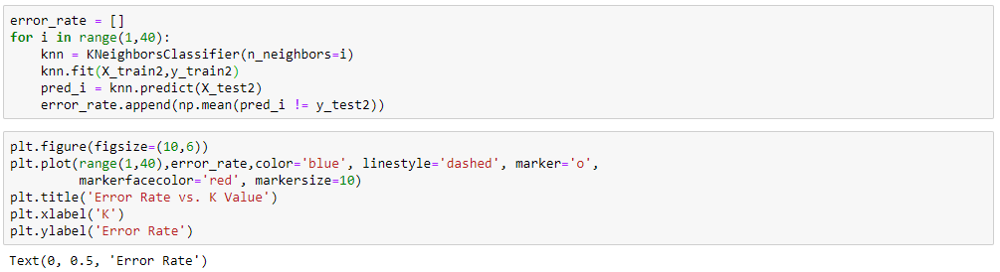 error_rate = []
for i in range(1,40):
    knn = KNeighborsClassifier(n_neighbors=i)
    knn.fit(X_train2,y_train2)
    pred_i = knn.predict(X_test2)
    error_rate.append(np.mean(pred_i != y_test2))
plt.figure(figsize=(10,6))
plt.plot(range(1,40),error_rate,color='blue', linestyle='dashed', marker='o',
         markerfacecolor='red', markersize=10)
plt.title('Error Rate vs. K Value')
plt.xlabel('K')
plt.ylabel('Error Rate')
Text(0, 0.5, 'Error Rate')